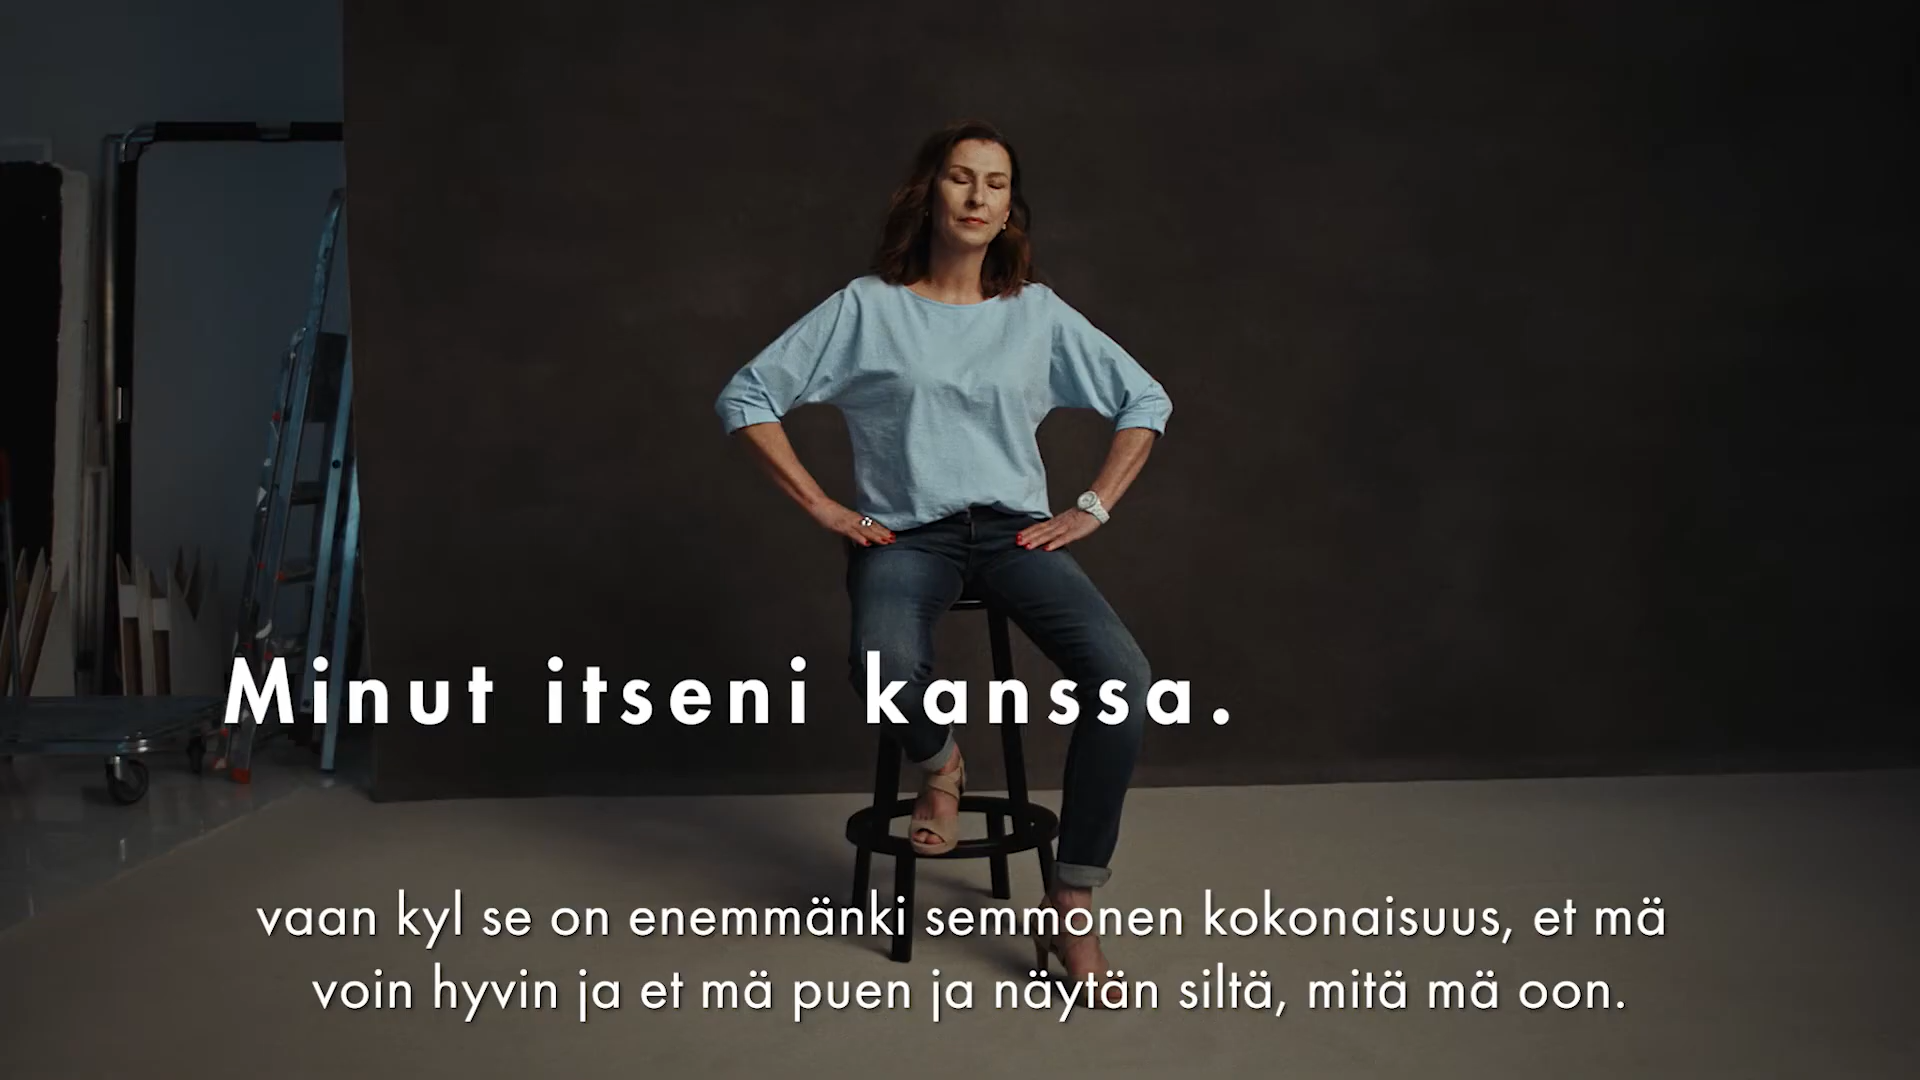 Minut itseni kanssa.
vaan kyl se on enemmänki semmonen kokonaisuus, et mä
voin hyvin ja et mä puen ja näytän siltä, mitä mä oon.